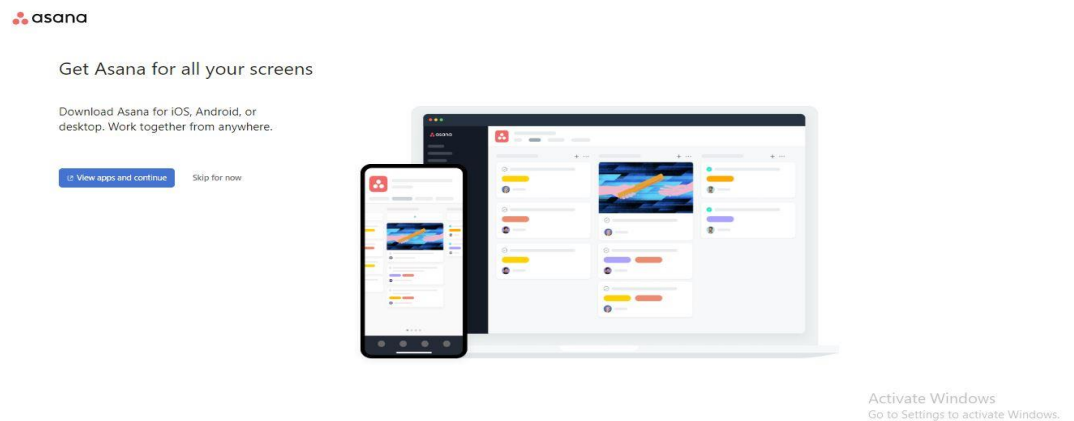 asana
Get Asana for all your screens
Download Asana for iOS, Android, or
desktop. Work together from anywhere.
View apps and continue
Skip for now
asana
Activate Windows
Go to Settings to activate Windows.